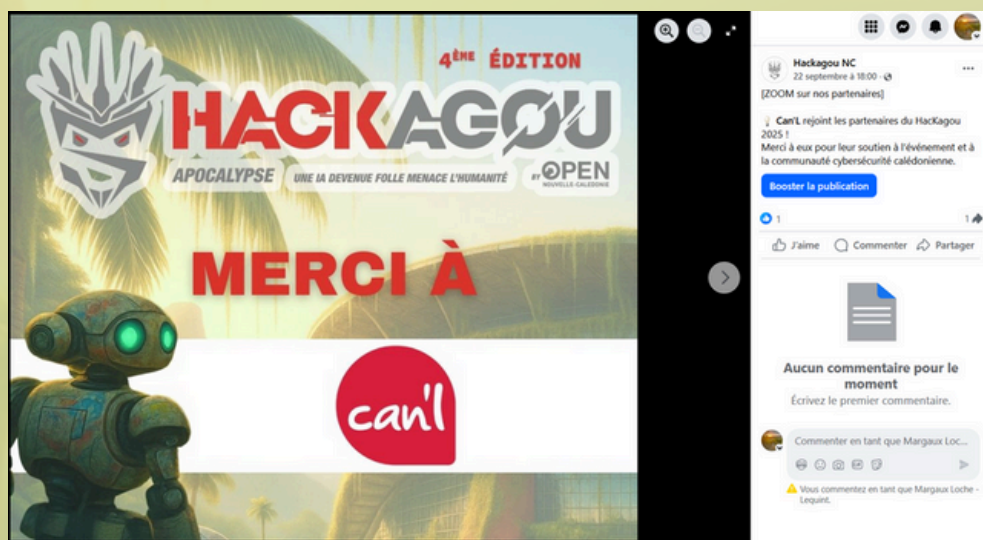 4ÈME ÉDITION
HACKAGOU
APOCALYPSE UNE IA DEVENUE FOLLE MENACE L'HUMANITÉ BY OPEN
NOUVELLE-CALÉDONIE
MERCI À
can'l
Hackagou NC
22 septembre à 18:00 ·
[ZOOM sur nos partenaires]
Can'L rejoint les partenaires du HacKagou
2025 !
Merci à eux pour leur soutien à l'événement et à
la communauté cybersécurité calédonienne.
Booster la publication
1
1
J'aime Commenter Partager
Aucun commentaire pour le
moment
Écrivez le premier commentaire.
Commenter en tant que Margaux Loc...
Vous commentez en tant que Margaux Loche -
Lequint.